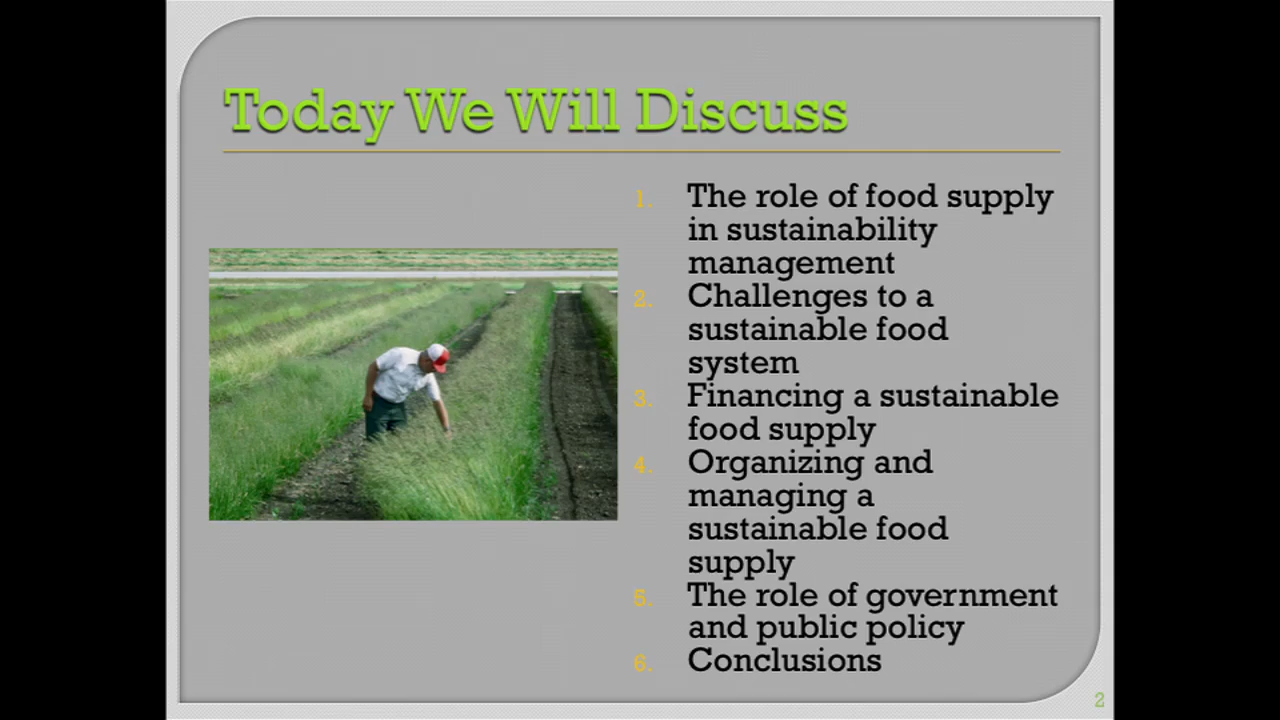 Today We Will Discuss
1. The role of food supply
in sustainability
management
2. Challenges to a
sustainable food
system
3. Financing a sustainable
food supply
4. Organizing and
managing a
sustainable food
supply
5. The role of government
and public policy
6. Conclusions
2